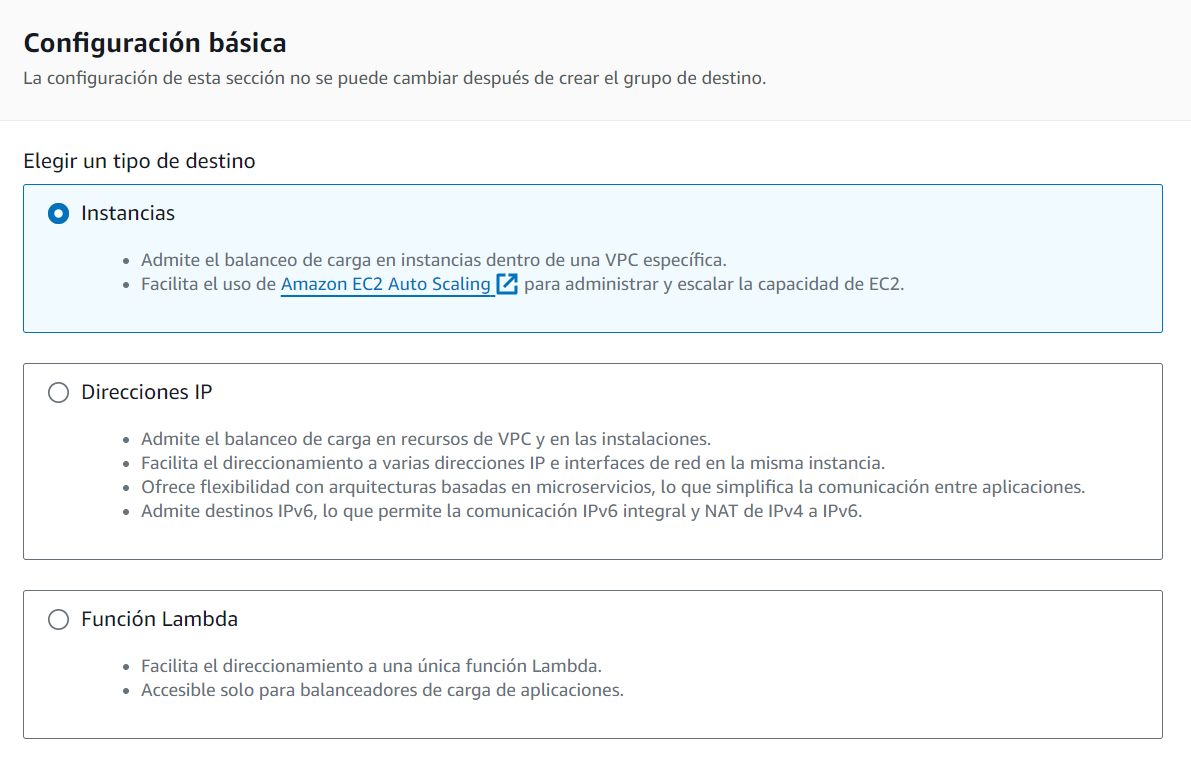 Configuración básica
La configuración de esta sección no se puede cambiar después de crear el grupo de destino.
Elegir un tipo de destino
Instancias
• Admite el balanceo de carga en instancias dentro de una VPC específica.
• Facilita el uso de Amazon EC2 Auto Scaling para administrar y escalar la capacidad de EC2.
Direcciones IP
• Admite el balanceo de carga en recursos de VPC y en las instalaciones.
• Facilita el direccionamiento a varias direcciones IP e interfaces de red en la misma instancia.
• Ofrece flexibilidad con arquitecturas basadas en microservicios, lo que simplifica la comunicación entre aplicaciones.
• Admite destinos IPv6, lo que permite la comunicación IPv6 integral y NAT de IPv4 a IPv6.
Función Lambda
• Facilita el direccionamiento a una única función Lambda.
• Accesible solo para balanceadores de carga de aplicaciones.